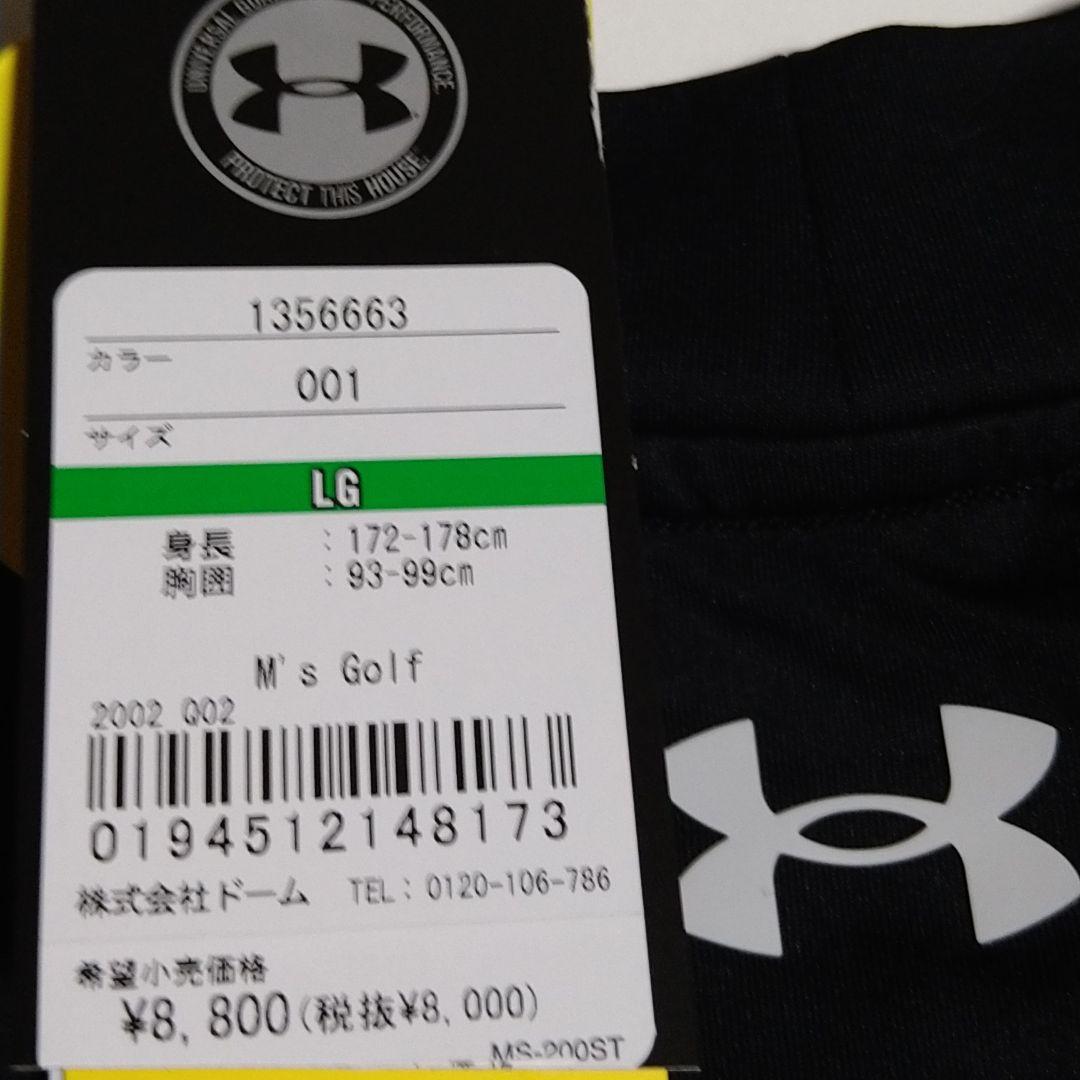 UNIVERSAL GUA PERFORMANCE
PROTECT THIS HOUSE
1356663
カラー
001
サイズ
LG
身長 : 172-178cm
胸囲 : 93-99cm
M's Golf
2002 Q02
0194512148173
株式会社ドーム TEL: 0120-106-786
希望小売価格
¥8,800(税抜¥8,000)
MS-200ST